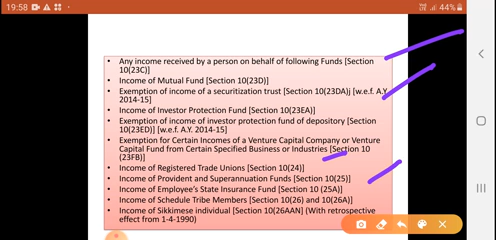 19:58 44%
• Any income received by a person on behalf of following Funds [Section
10(23C)]
• Income of Mutual Fund [Section 10(23D)]
• Exemption of income of a securitization trust [Section 10(23DA)j [w.e.f. A.Y.
2014-15]
• Income of Investor Protection Fund [Section 10(23EA)]
• Exemption of income of investor protection fund of depository [Section
10(23ED)] [w.e.f. A.Y. 2014-15]
• Exemption for Certain Incomes of a Venture Capital Company or Venture
Capital Fund from Certain Specified Business or Industries [Section 10
(23FB)]
• Income of Registered Trade Unions [Section 10(24)]
• Income of Provident and Superannuation Funds [Section 10(25)]
• Income of Employee's State Insurance Fund [Section 10 (25A)]
• Income of Schedule Tribe Members [Section 10(26) and 10(26A)]
• Income of Sikkimese individual [Section 10(26AAN] (With retrospective
effect from 1-4-1990)